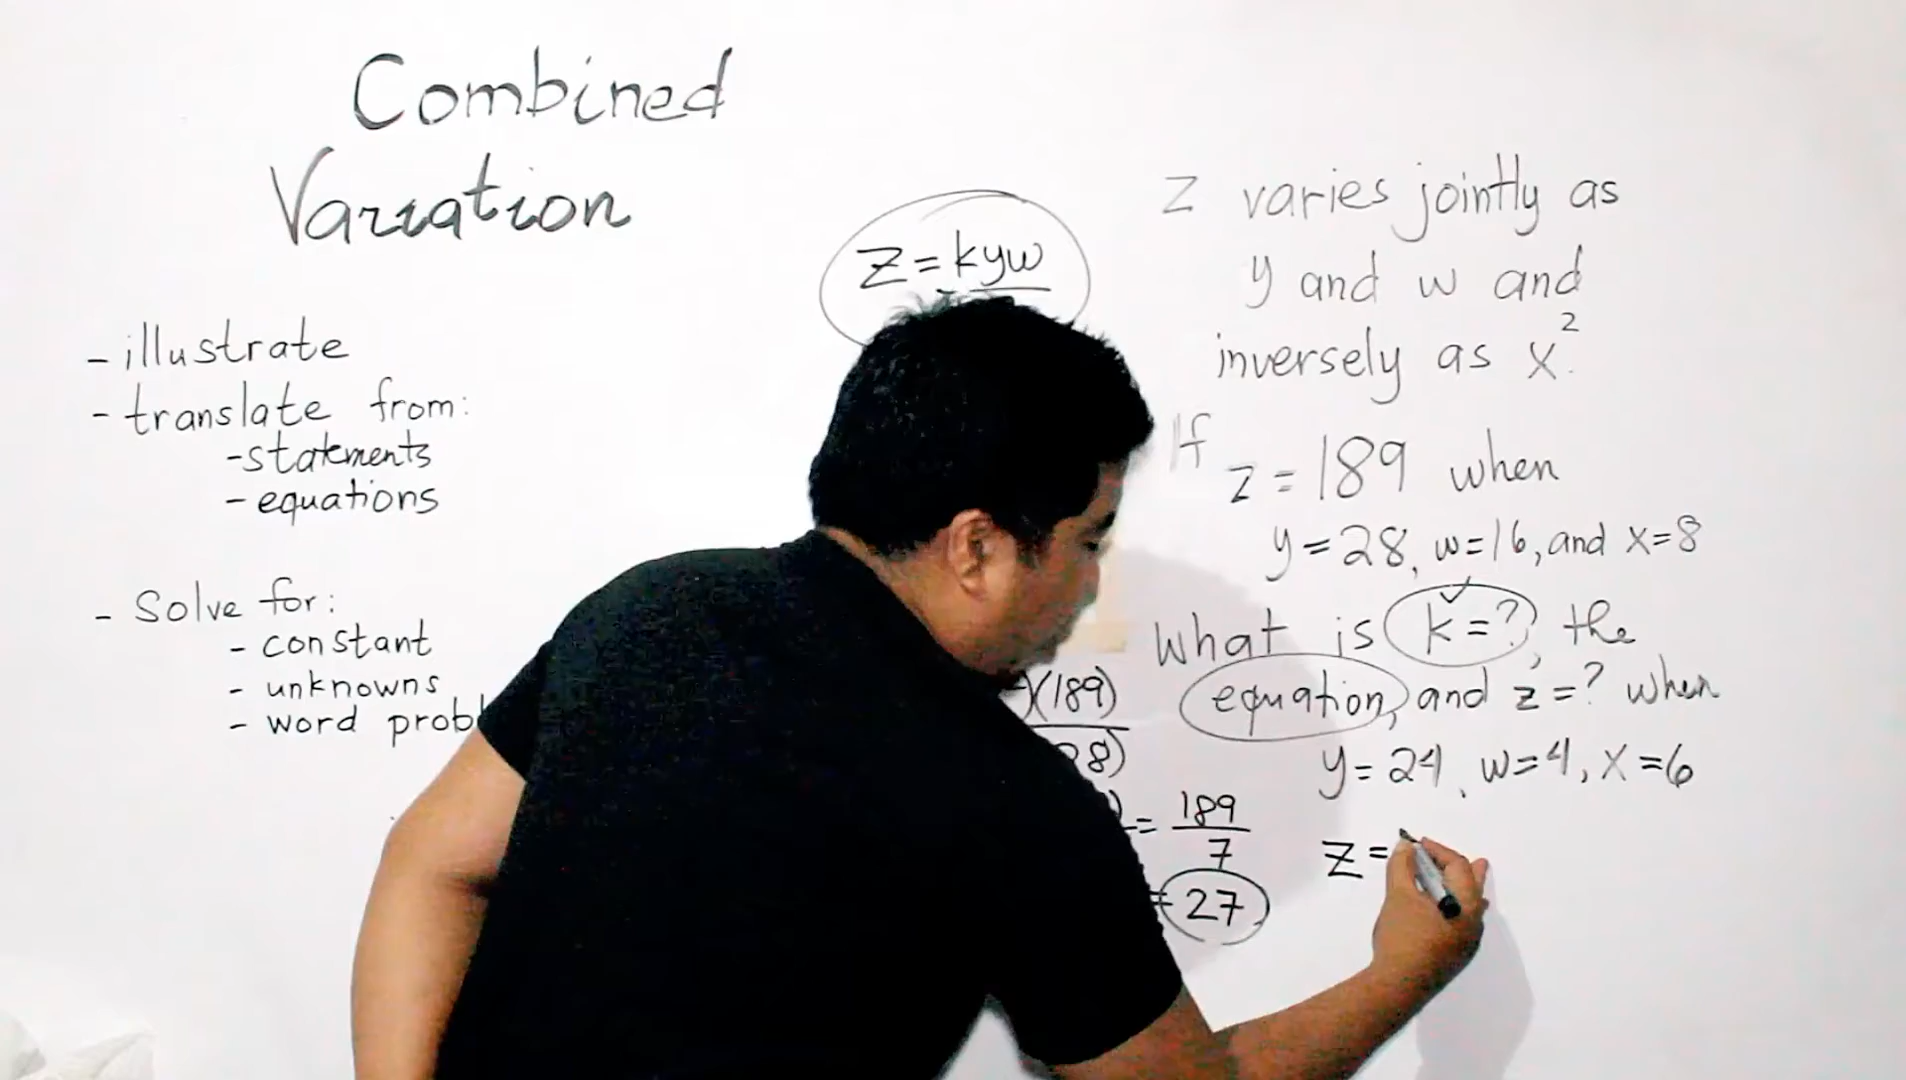 Combined
Variation
- illustrate
- translate from:
- statements
- equations
- Solve for:
- constant
- unknowns
- word probl
z = kyw
z varies jointly as
y and w and
inversely as x².
If z = 189 when
y = 28, w = 16, and x = 8
What is k = ?, the
equation, and z = ? when
y = 24, w = 4, x = 6
)(189)
8)
) = 189
7
= 27
z =